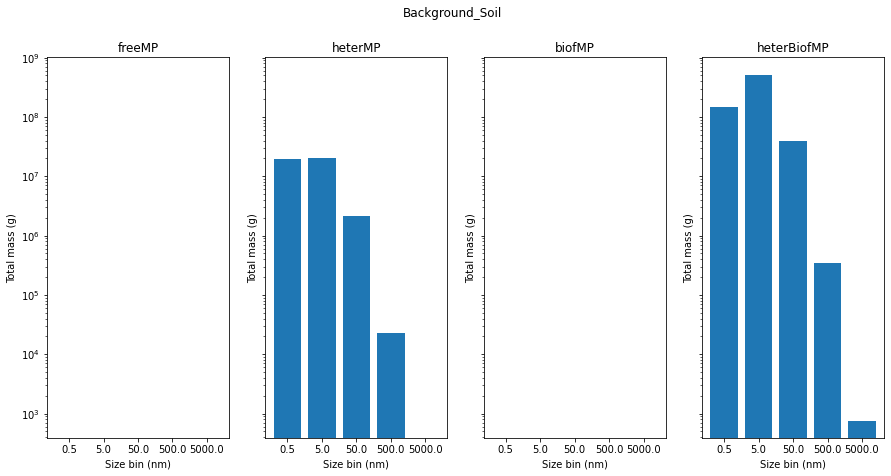 Background_Soil
freeMP
heterMP
biofMP
heterBiofMP
10⁹
10⁸
10⁷
10⁶
10⁵
10⁴
10³
Total mass (g)
Total mass (g)
Total mass (g)
Total mass (g)
0.5 5.0 50.0 500.0 5000.0
0.5 5.0 50.0 500.0 5000.0
0.5 5.0 50.0 500.0 5000.0
0.5 5.0 50.0 500.0 5000.0
Size bin (nm)
Size bin (nm)
Size bin (nm)
Size bin (nm)